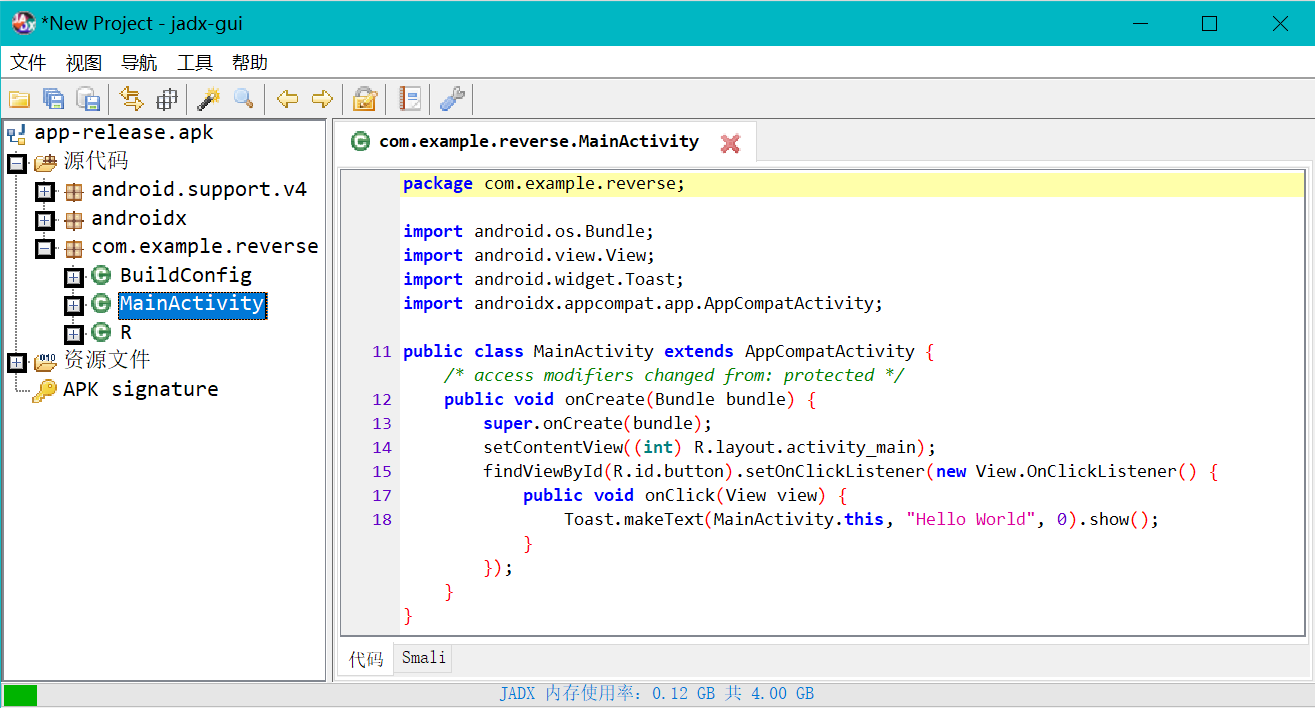 *New Project - jadx-gui
文件 视图 导航 工具 帮助
app-release.apk
源代码
android.support.v4
androidx
com.example.reverse
BuildConfig
MainActivity
R
资源文件
APK signature
com.example.reverse.MainActivity
package com.example.reverse;
import android.os.Bundle;
import android.view.View;
import android.widget.Toast;
import androidx.appcompat.app.AppCompatActivity;
11 public class MainActivity extends AppCompatActivity {
/* access modifiers changed from: protected */
12 public void onCreate(Bundle bundle) {
13 super.onCreate(bundle);
14 setContentView((int) R.layout.activity_main);
15 findViewById(R.id.button).setOnClickListener(new View.OnClickListener() {
17 public void onClick(View view) {
18 Toast.makeText(MainActivity.this, "Hello World", 0).show();
}
});
}
}
代码 Smali
JADX 内存使用率: 0.12 GB 共 4.00 GB